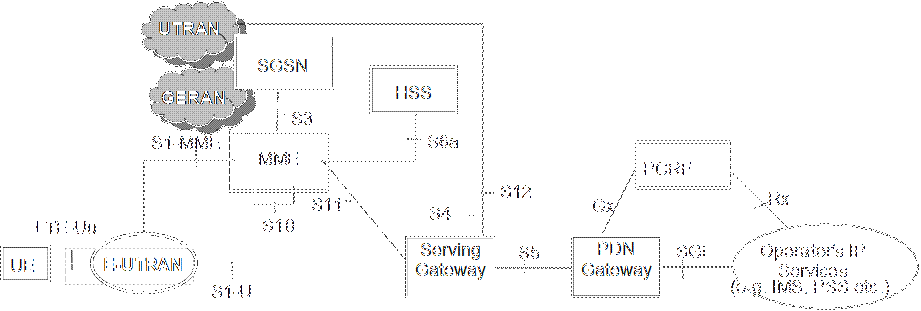 UTRAN
SGSN
GERAN
HSS
S3
S1-MME
S6a
MME
PCRF
S12
Rx
S11
Gx
S10
S4
LTE-Uu
Serving
Gateway
PDN
Gateway
Operator's IP
Services
(e.g. IMS, PSS etc.)
UE
E-UTRAN
S5
SGi
S1-U